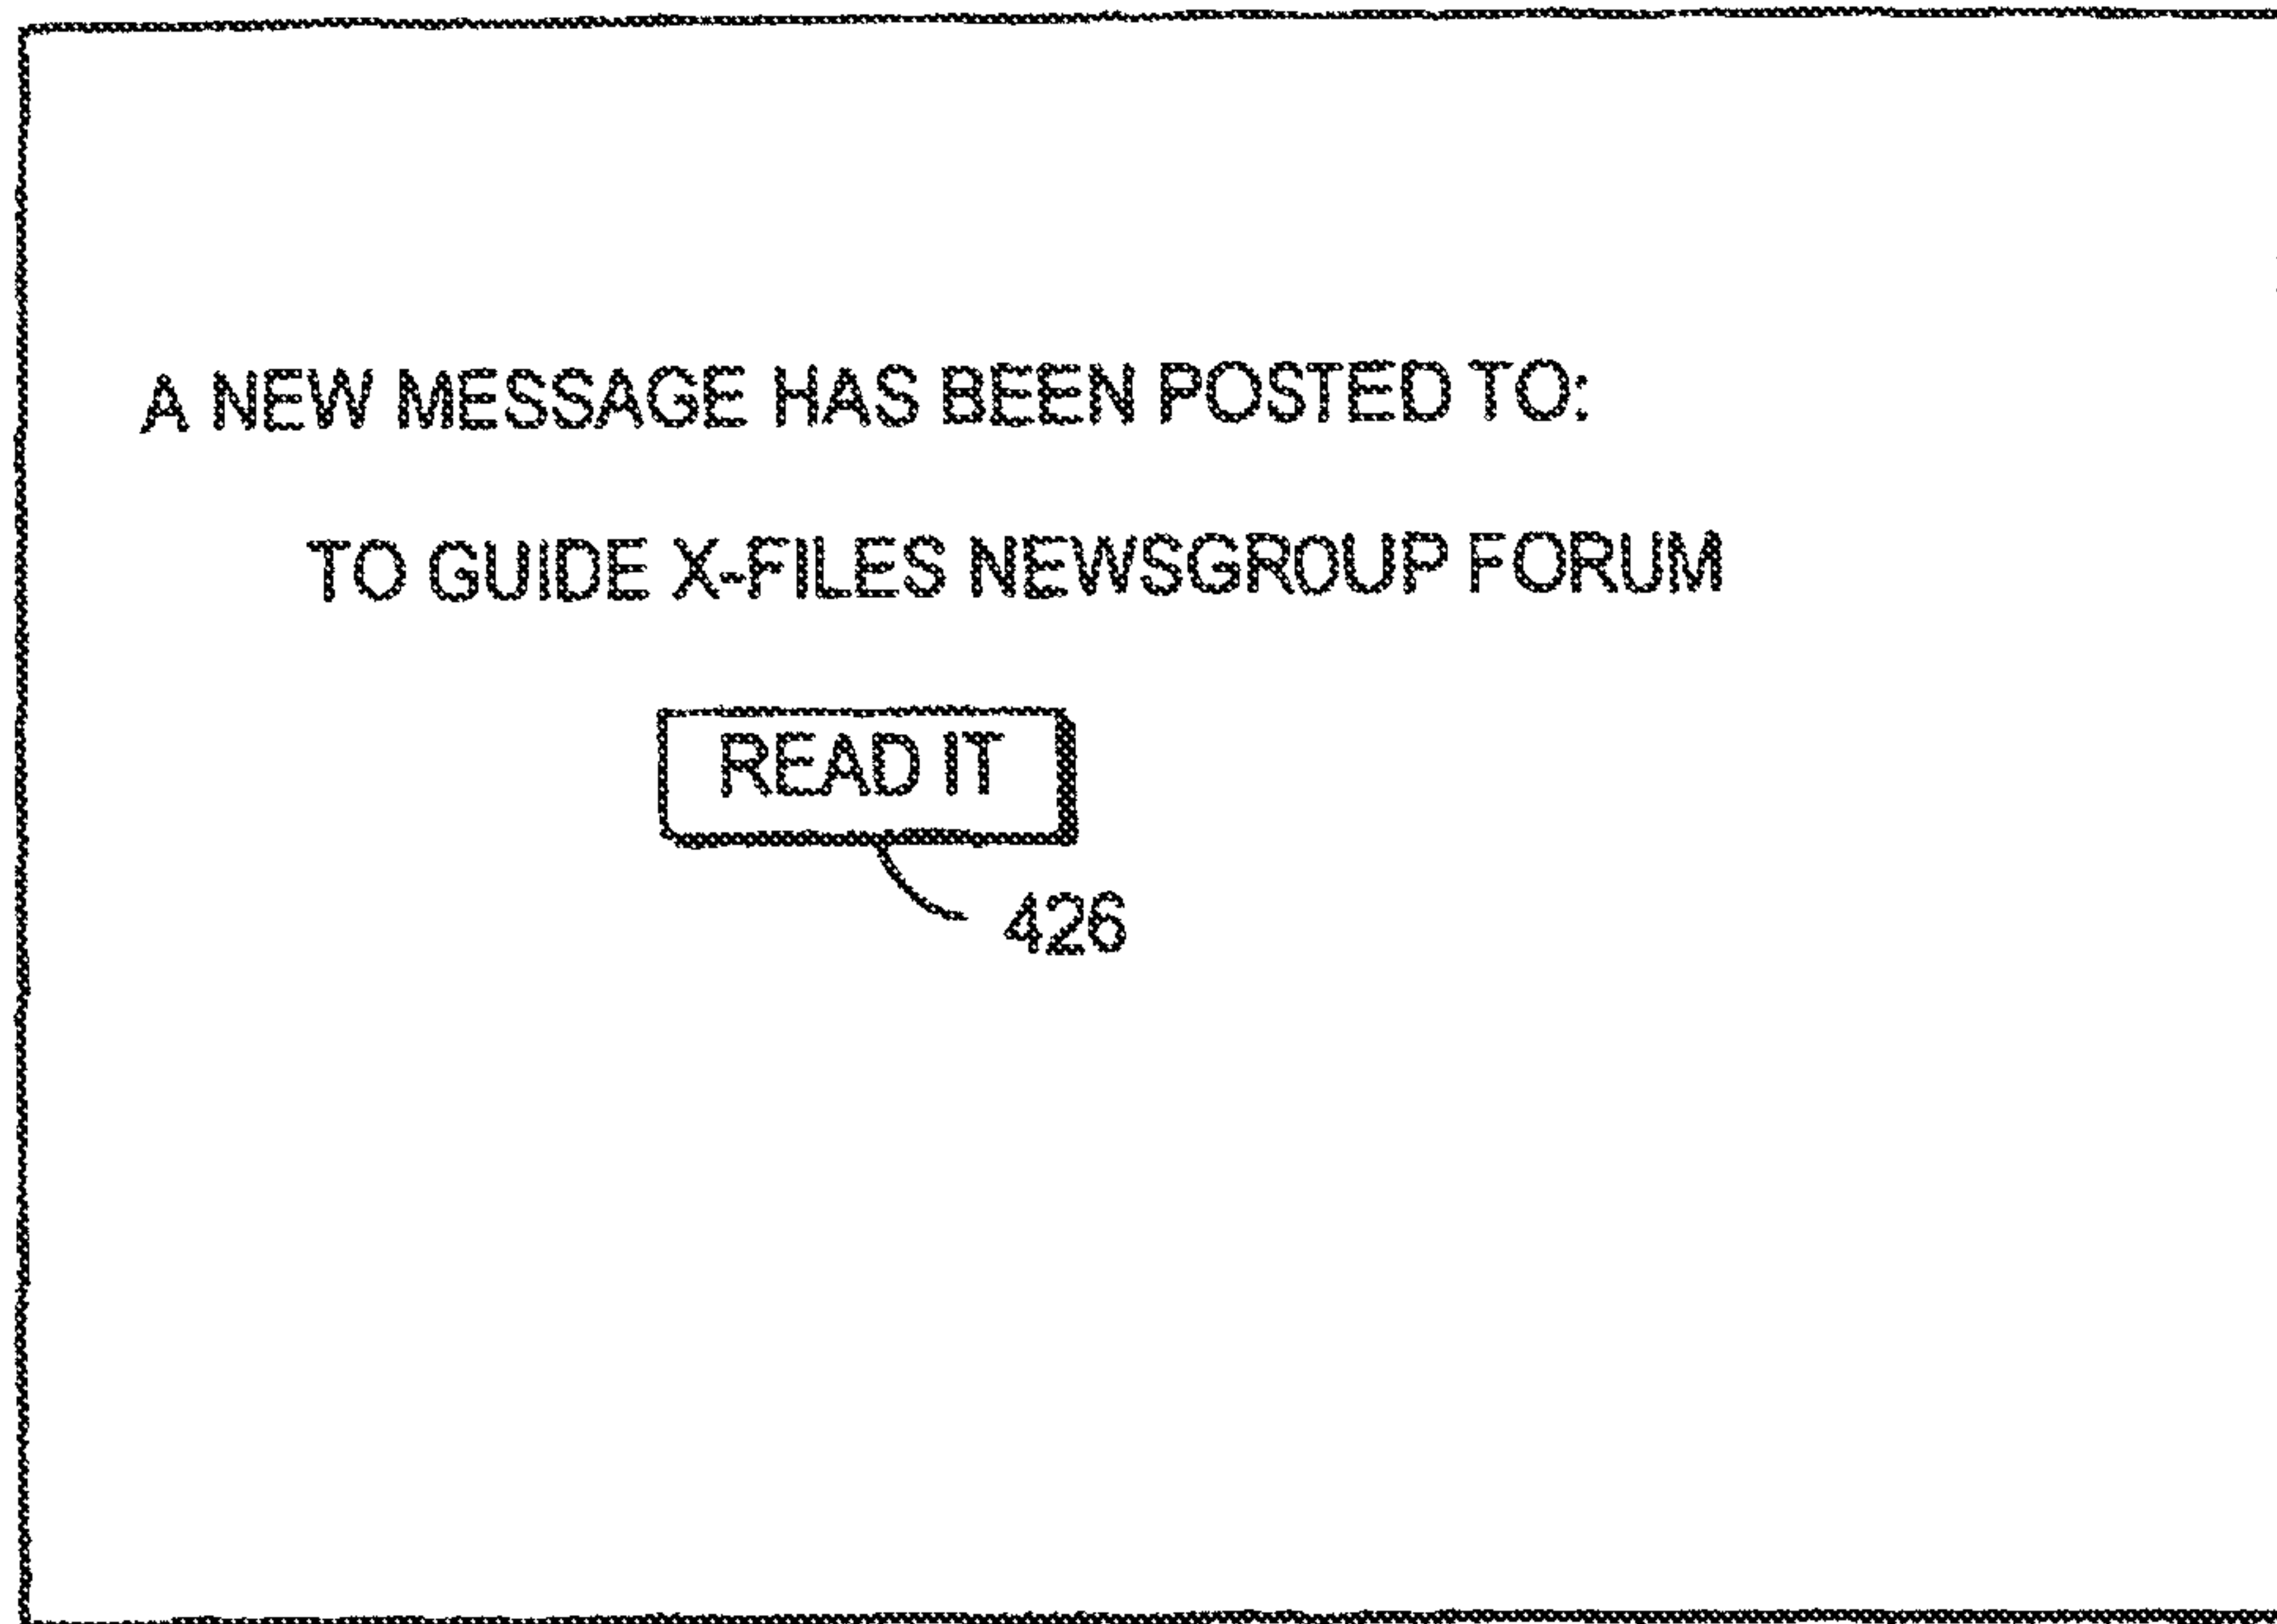 A NEW MESSAGE HAS BEEN POSTED TO:
TO GUIDE X-FILES NEWSGROUP FORUM
READ IT
426